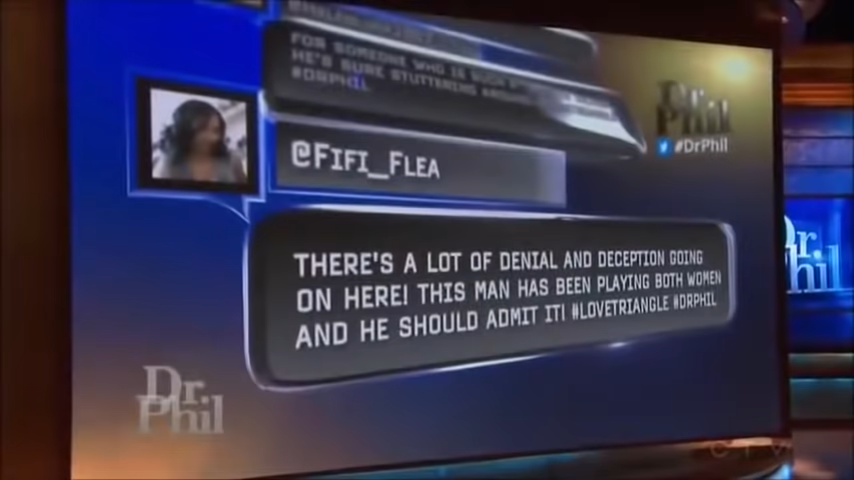 FOR SOMEONE WHO IS SUCH
HE'S SURE STUTTERING
#DRPHIL
Dr.
Phil
#DrPhil
@FIFI_FLEA
THERE'S A LOT OF DENIAL AND DECEPTION GOING
ON HERE! THIS MAN HAS BEEN PLAYING BOTH WOMEN
AND HE SHOULD ADMIT IT! #LOVETRIANGLE #DRPHIL
Dr.
Phil
Dr.
Phil
CTV